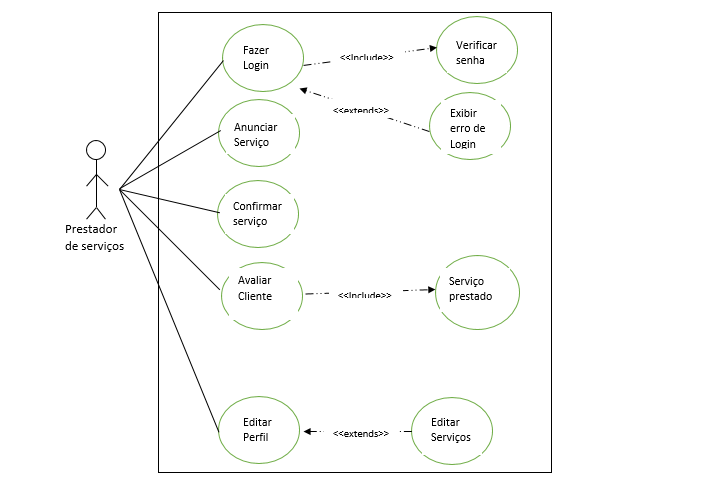 Fazer
Login
<<Include>>
Verificar
senha
<<extends>>
Exibir
erro de
Login
Anunciar
Serviço
Prestador
de serviços
Confirmar
serviço
Avaliar
Cliente
<<Include>>
Serviço
prestado
Editar
Perfil
<<extends>>
Editar
Serviços